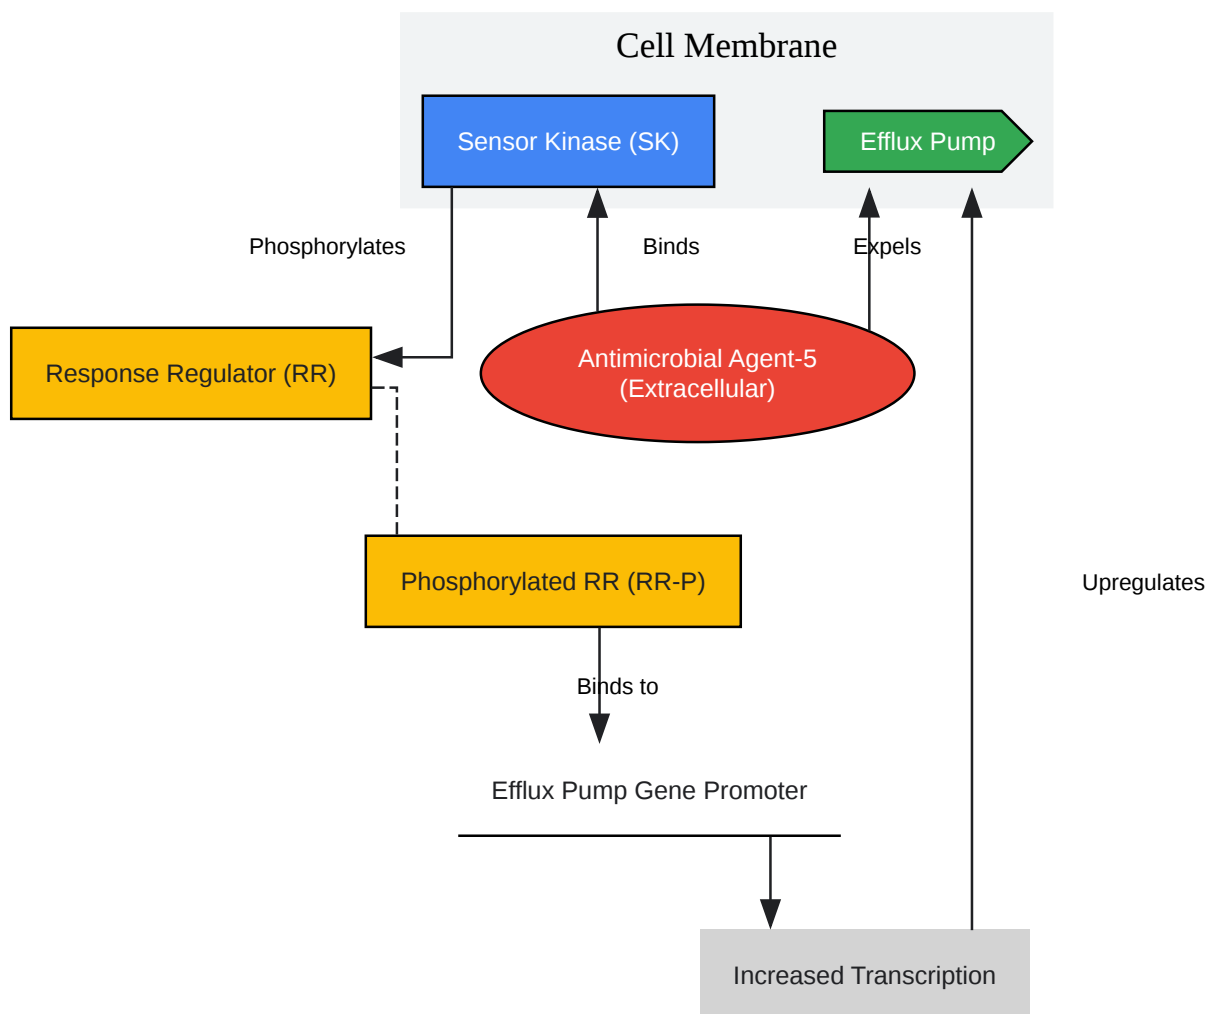 Cell Membrane
Sensor Kinase (SK)
Efflux Pump
Phosphorylates
Binds
Expels
Response Regulator (RR)
Antimicrobial Agent-5
(Extracellular)
Phosphorylated RR (RR-P)
Upregulates
Binds to
Efflux Pump Gene Promoter
Increased Transcription